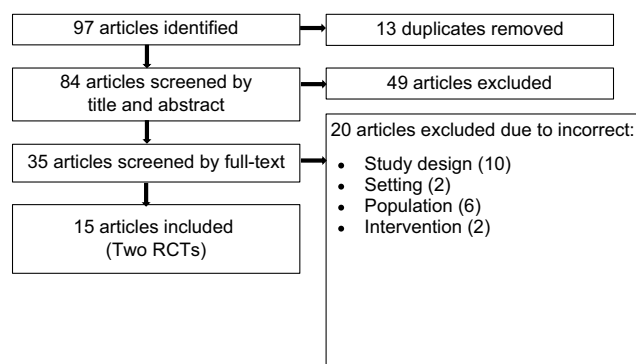 97 articles identified
13 duplicates removed
84 articles screened by
title and abstract
49 articles excluded
35 articles screened by full-text
20 articles excluded due to incorrect:
• Study design (10)
• Setting (2)
• Population (6)
• Intervention (2)
15 articles included
(Two RCTs)